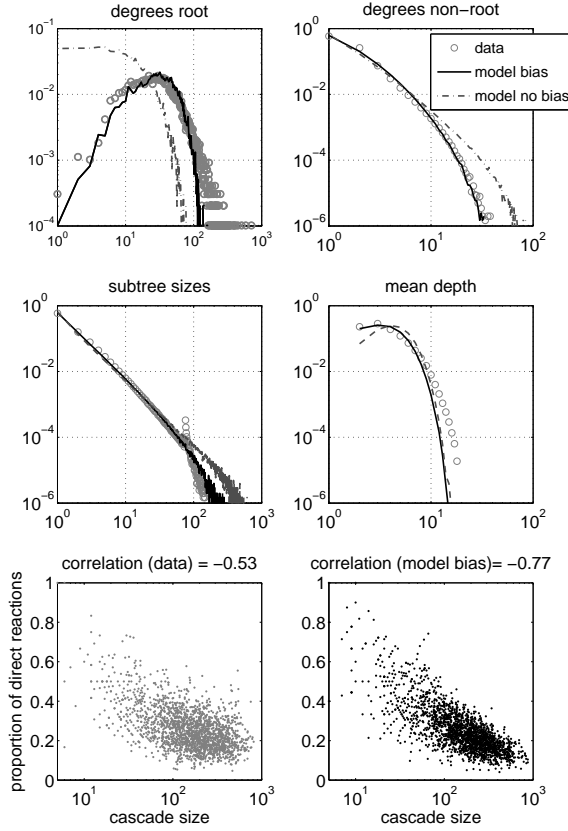 degrees root
degrees non-root
10^-1
10^-2
10^-3
10^-4
10^0 10^1 10^2 10^3
10^0
10^-2
10^-4
10^-6
10^0 10^1 10^2
data
model bias
model no bias
subtree sizes
mean depth
10^0
10^-2
10^-4
10^-6
10^0 10^1 10^2 10^3
10^0
10^-2
10^-4
10^-6
10^0 10^1 10^2
correlation (data) = −0.53
correlation (model bias)= −0.77
proportion of direct reactions
1
0.8
0.6
0.4
0.2
0
10^1 10^2 10^3
cascade size
1
0.8
0.6
0.4
0.2
0
10^1 10^2 10^3
cascade size